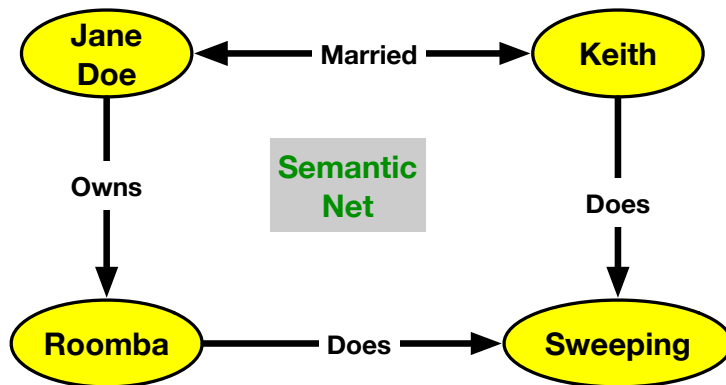 Jane
Doe
Married
Keith
Semantic
Net
Owns
Does
Roomba
Does
Sweeping